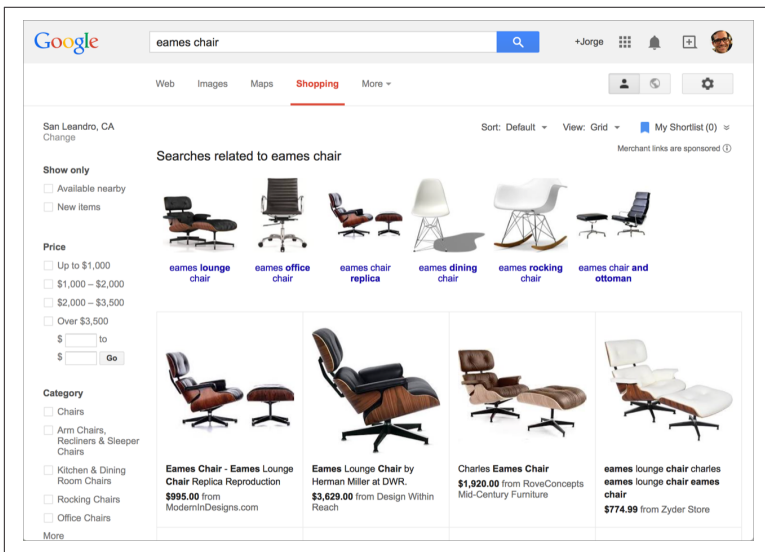 Google
eames chair
+Jorge
Web Images Maps Shopping More
San Leandro, CA
Change
Sort: Default View: Grid My Shortlist (0)
Merchant links are sponsored
Searches related to eames chair
Show only
Available nearby
New items
Price
Up to $1,000
$1,000 – $2,000
$2,000 – $3,500
Over $3,500
$ to
$ Go
Category
Chairs
Arm Chairs,
Recliners & Sleeper
Chairs
Kitchen & Dining
Room Chairs
Rocking Chairs
Office Chairs
More
eames lounge
chair
eames office
chair
eames chair
replica
eames dining
chair
eames rocking
chair
eames chair and
ottoman
Eames Chair - Eames Lounge
Chair Replica Reproduction
$995.00 from
ModernInDesigns.com
Eames Lounge Chair by
Herman Miller at DWR.
$3,629.00 from Design Within
Reach
Charles Eames Chair
$1,920.00 from RoveConcepts
Mid-Century Furniture
eames lounge chair charles
eames lounge chair eames
chair
$774.99 from Zyder Store